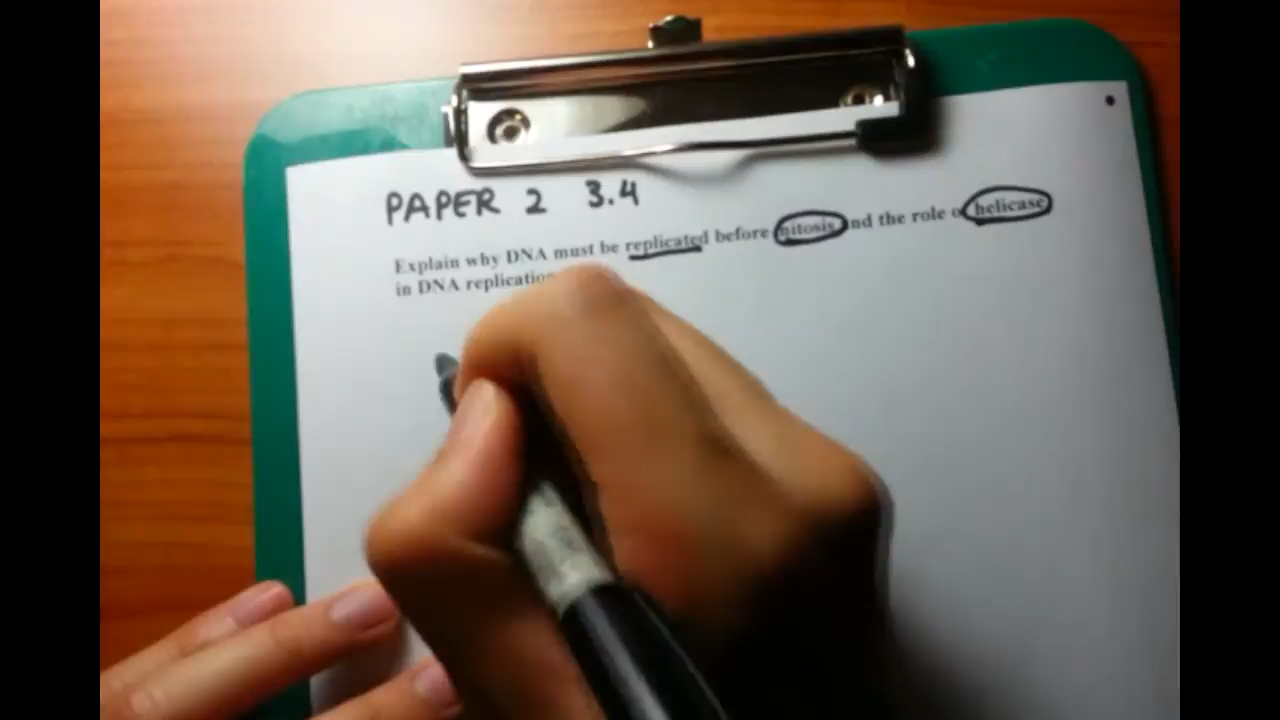 PAPER 2 3.4
Explain why DNA must be replicated before mitosis and the role of helicase
in DNA replication